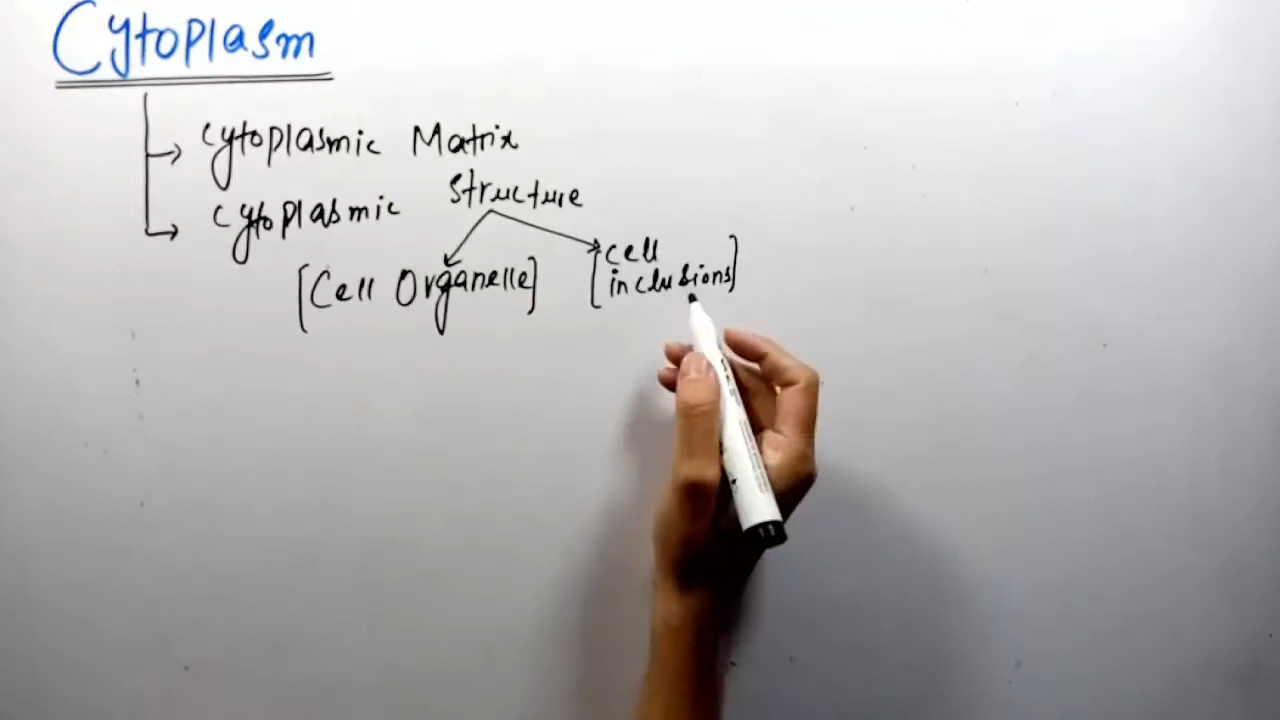 Cytoplasm
Cytoplasmic Matrix
Cytoplasmic structure
[Cell Organelle]
[cell
inclusions]